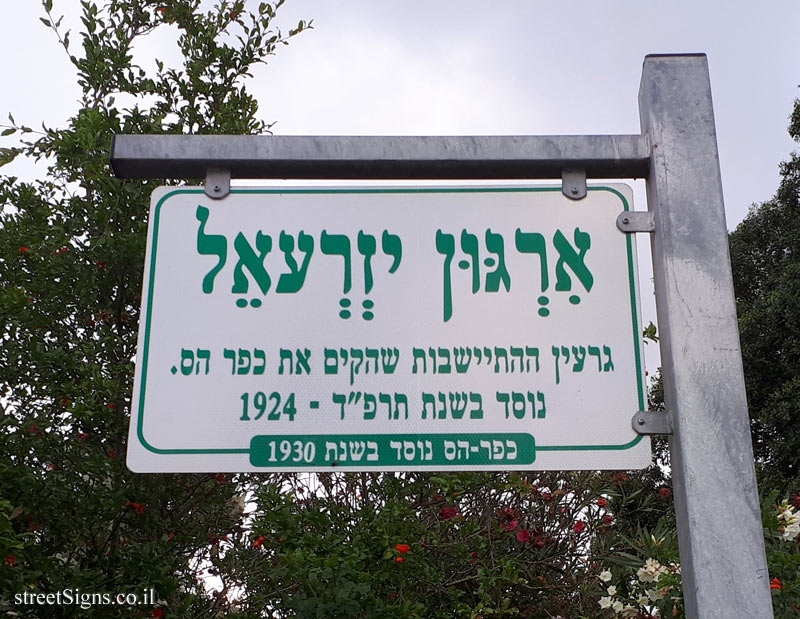 אִרְגּוּן יִזְרְעֵאל
גרעין ההתיישבות שהקים את כפר הס.
נוסד בשנת תרפ"ד - 1924
כפר-הס נוסד בשנת 1930
streetSigns.co.il